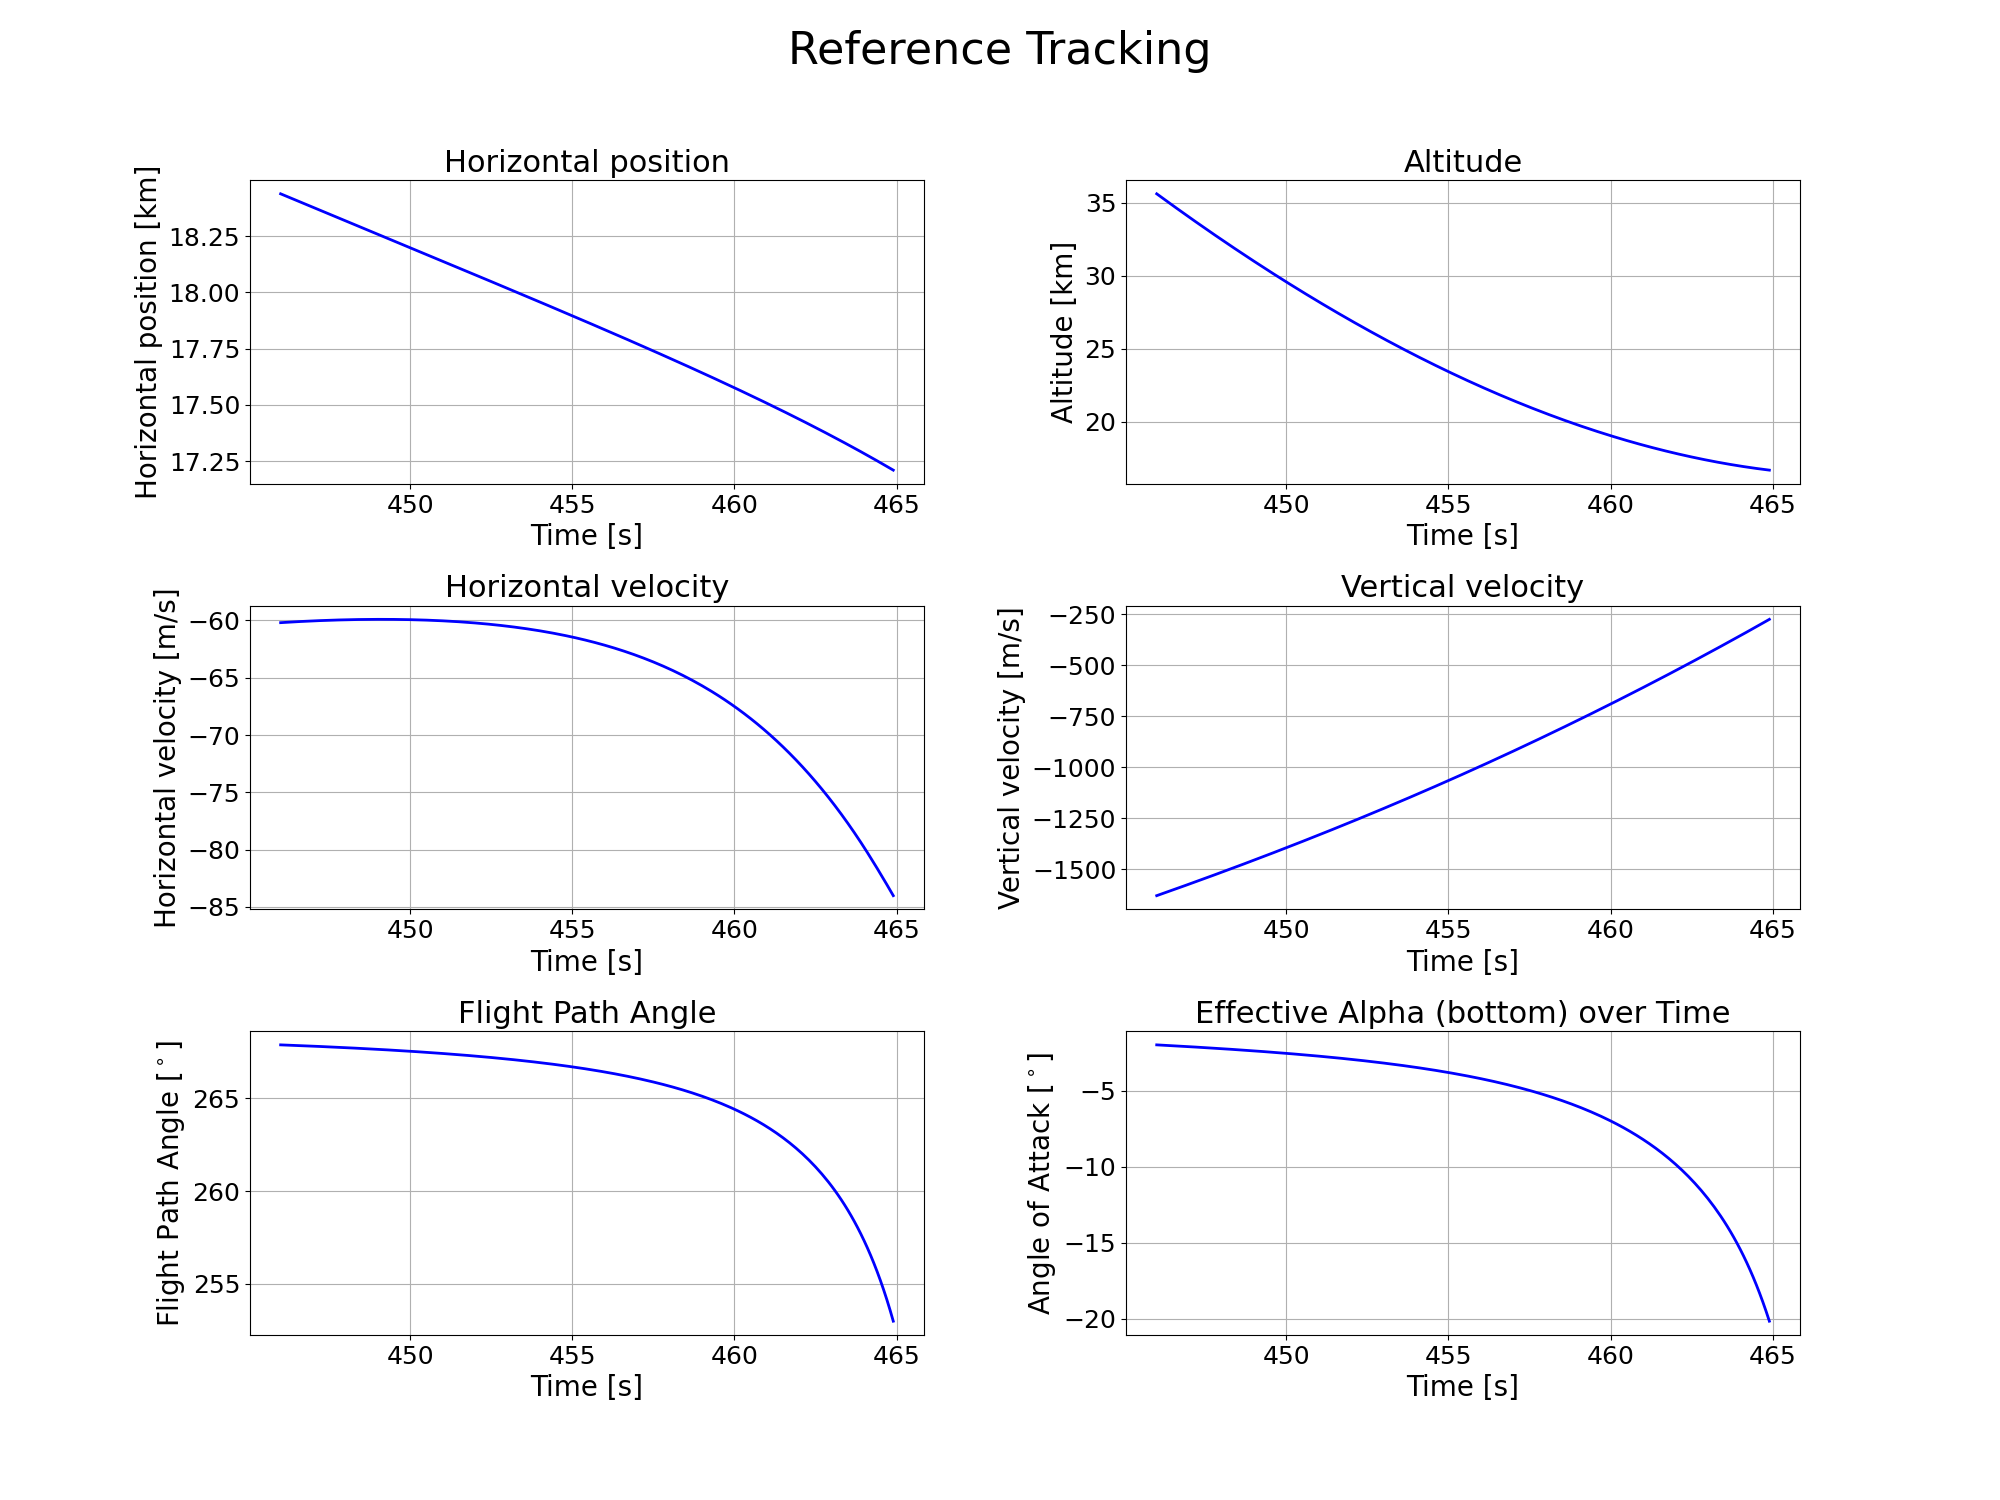 Reference Tracking
Horizontal position
Horizontal position [km]
18.25
18.00
17.75
17.50
17.25
450 455 460 465
Time [s]
Altitude
Altitude [km]
35
30
25
20
450 455 460 465
Time [s]
Horizontal velocity
Horizontal velocity [m/s]
−60
−65
−70
−75
−80
−85
450 455 460 465
Time [s]
Vertical velocity
Vertical velocity [m/s]
−250
−500
−750
−1000
−1250
−1500
450 455 460 465
Time [s]
Flight Path Angle
Flight Path Angle [°]
265
260
255
450 455 460 465
Time [s]
Effective Alpha (bottom) over Time
Angle of Attack [°]
−5
−10
−15
−20
450 455 460 465
Time [s]